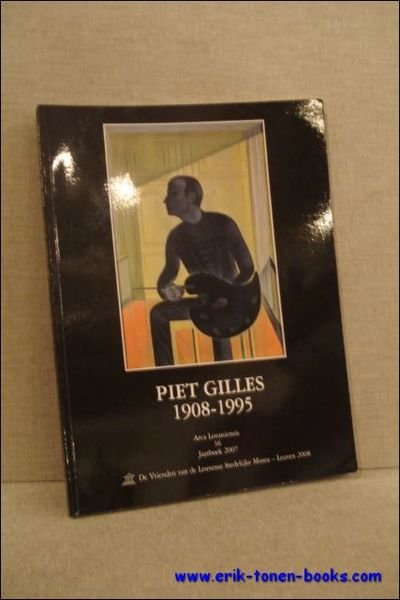 PIET GILLES
1908-1995
Arca Lovaniensis
36
Jaarboek 2007
De Vrienden van de Leuvense Stedelijke Musea – Leuven 2008
www.erik-tonen-books.com